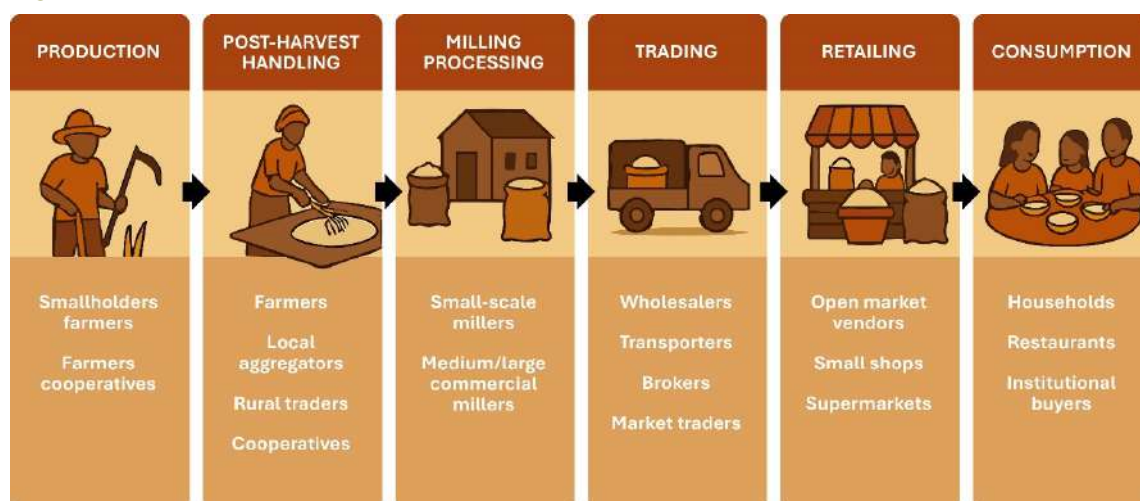 PRODUCTION
Smallholders
farmers
Farmers
cooperatives
POST-HARVEST
HANDLING
Farmers
Local
aggregators
Rural traders
Cooperatives
MILLING
PROCESSING
Small-scale
millers
Medium/large
commercial
millers
TRADING
Wholesalers
Transporters
Brokers
Market traders
RETAILING
Open market
vendors
Small shops
Supermarkets
CONSUMPTION
Households
Restaurants
Institutional
buyers